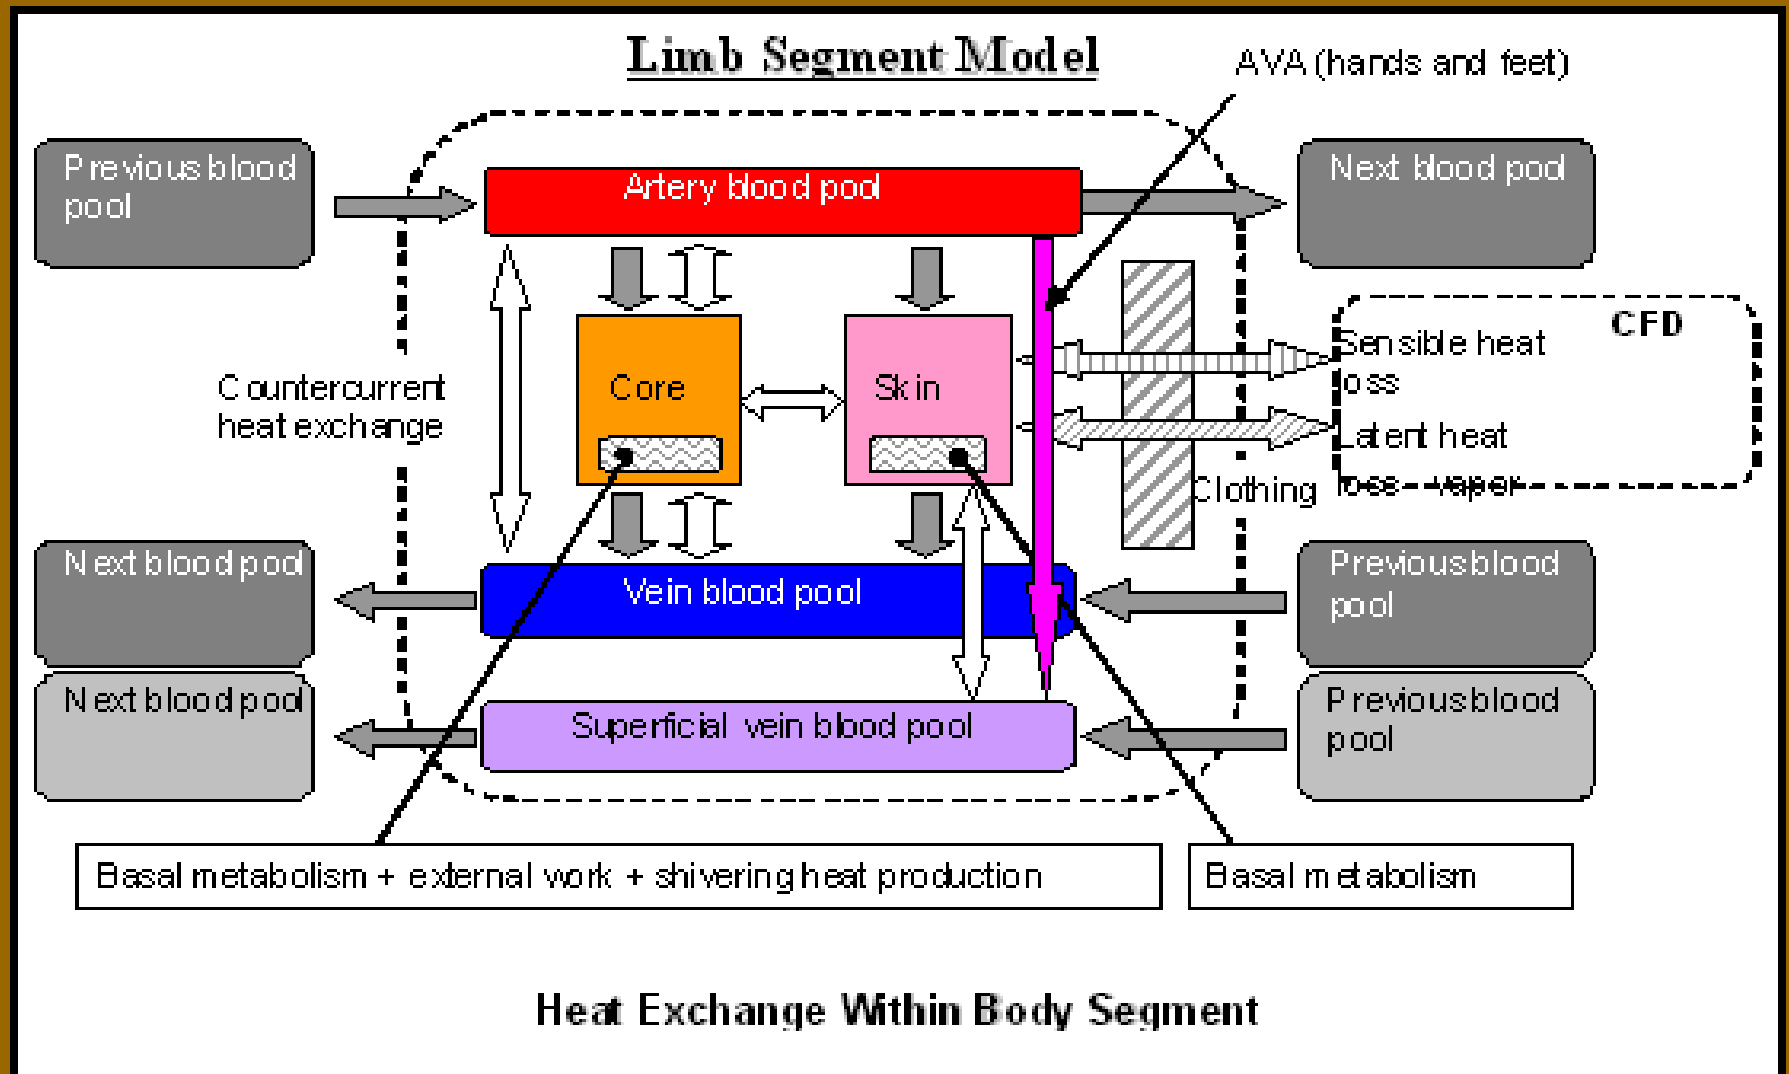 Limb Segment Model
AVA (hands and feet)
Previous blood
pool
Artery blood pool
Next blood pool
CFD
Sensible heat
loss
Countercurrent
heat exchange
Core
Skin
Latent heat
loss vaper
Clothing
Next blood pool
Vein blood pool
Previous blood
pool
Next blood pool
Superficial vein blood pool
Previous blood
pool
Basal metabolism + external work + shivering heat production
Basal metabolism
Heat Exchange Within Body Segment